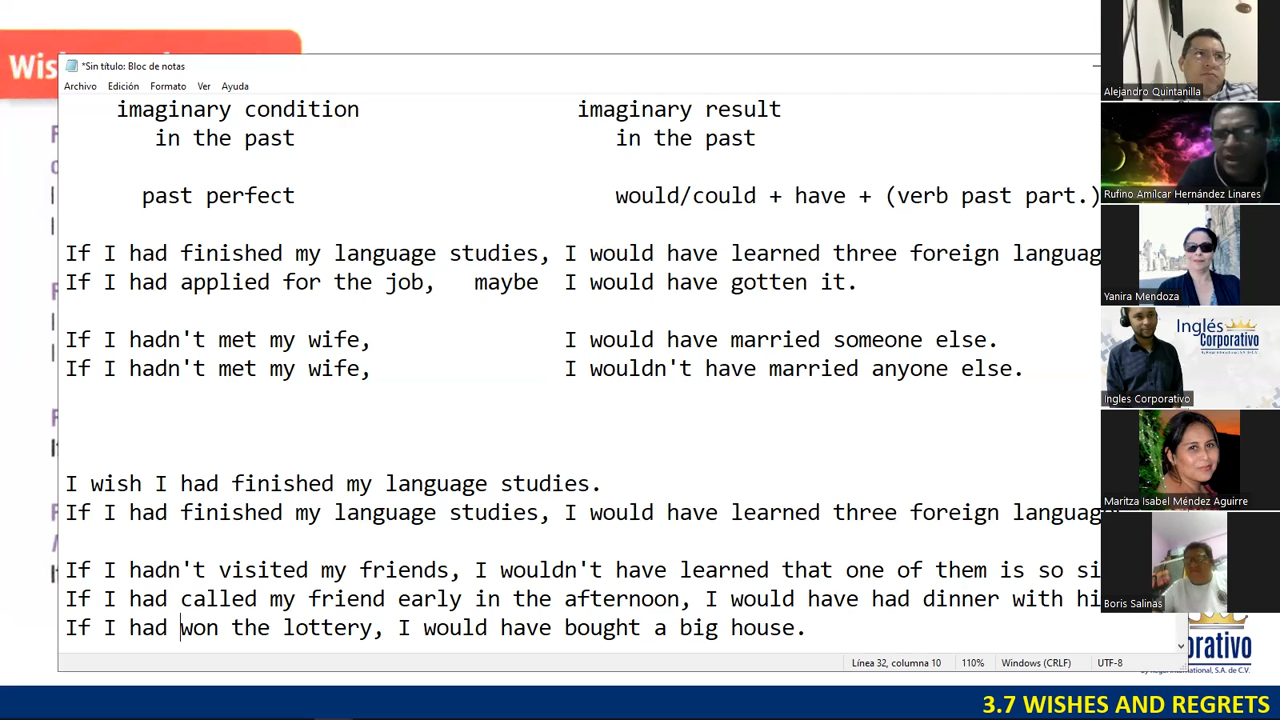 Wis
*Sin título: Bloc de notas
Archivo Edición Formato Ver Ayuda
imaginary condition imaginary result
in the past in the past
past perfect would/could + have + (verb past part.)
If I had finished my language studies, I would have learned three foreign languag
If I had applied for the job, maybe I would have gotten it.
If I hadn't met my wife, I would have married someone else.
If I hadn't met my wife, I wouldn't have married anyone else.
I wish I had finished my language studies.
If I had finished my language studies, I would have learned three foreign languag
If I hadn't visited my friends, I wouldn't have learned that one of them is so si
If I had called my friend early in the afternoon, I would have had dinner with hi
If I had won the lottery, I would have bought a big house.
Línea 32, columna 10 110% Windows (CRLF) UTF-8
Alejandro Quintanilla
Rufino Amílcar Hernández Linares
Yanira Mendoza
Inglés
Corporativo
Ingles Corporativo
Maritza Isabel Méndez Aguirre
Boris Salinas
orativo
International, S.A. de C.V.
3.7 WISHES AND REGRETS